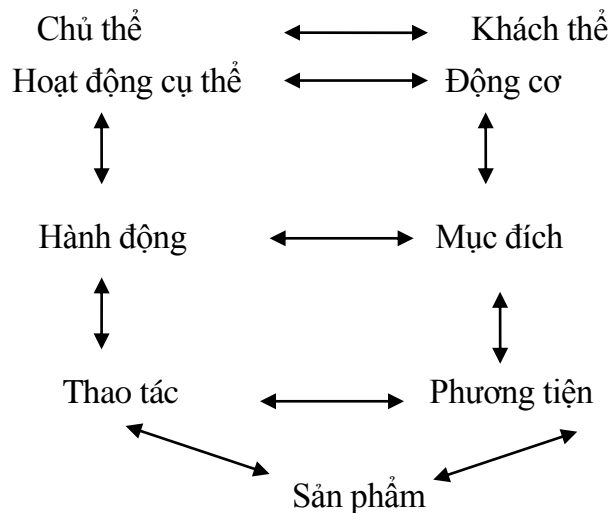 Chủ thể Khách thể
Hoạt động cụ thể Động cơ
Hành động Mục đích
Thao tác Phương tiện
Sản phẩm